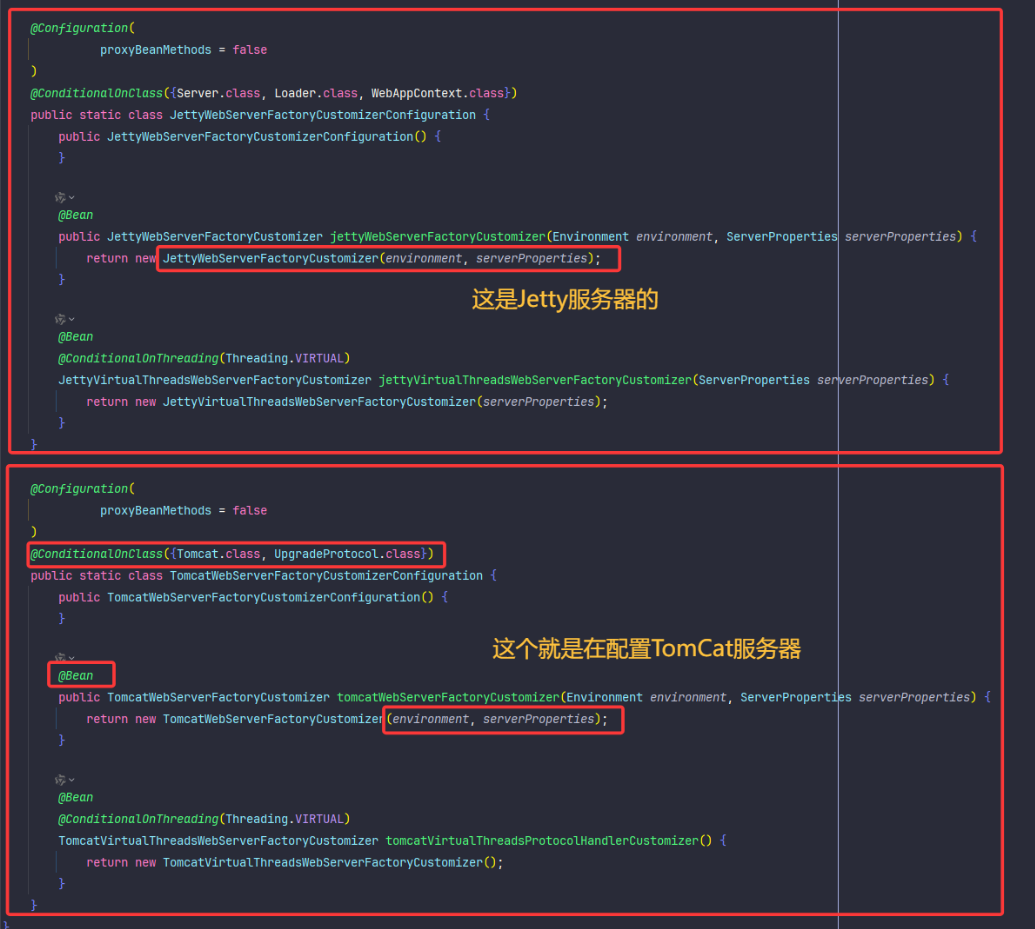 @Configuration(
proxyBeanMethods = false
)
@ConditionalOnClass({Server.class, Loader.class, WebAppContext.class})
public static class JettyWebServerFactoryCustomizerConfiguration {
public JettyWebServerFactoryCustomizerConfiguration() {
}
@Bean
public JettyWebServerFactoryCustomizer jettyWebServerFactoryCustomizer(Environment environment, ServerProperties serverProperties) {
return new JettyWebServerFactoryCustomizer(environment, serverProperties);
}
这是Jetty服务器的
@Bean
@ConditionalOnThreading(Threading.VIRTUAL)
JettyVirtualThreadsWebServerFactoryCustomizer jettyVirtualThreadsWebServerFactoryCustomizer(ServerProperties serverProperties) {
return new JettyVirtualThreadsWebServerFactoryCustomizer(serverProperties);
}
}
@Configuration(
proxyBeanMethods = false
)
@ConditionalOnClass({Tomcat.class, UpgradeProtocol.class})
public static class TomcatWebServerFactoryCustomizerConfiguration {
public TomcatWebServerFactoryCustomizerConfiguration() {
}
这个就是在配置TomCat服务器
@Bean
public TomcatWebServerFactoryCustomizer tomcatWebServerFactoryCustomizer(Environment environment, ServerProperties serverProperties) {
return new TomcatWebServerFactoryCustomizer(environment, serverProperties);
}
@Bean
@ConditionalOnThreading(Threading.VIRTUAL)
TomcatVirtualThreadsWebServerFactoryCustomizer tomcatVirtualThreadsProtocolHandlerCustomizer() {
return new TomcatVirtualThreadsWebServerFactoryCustomizer();
}
}
}